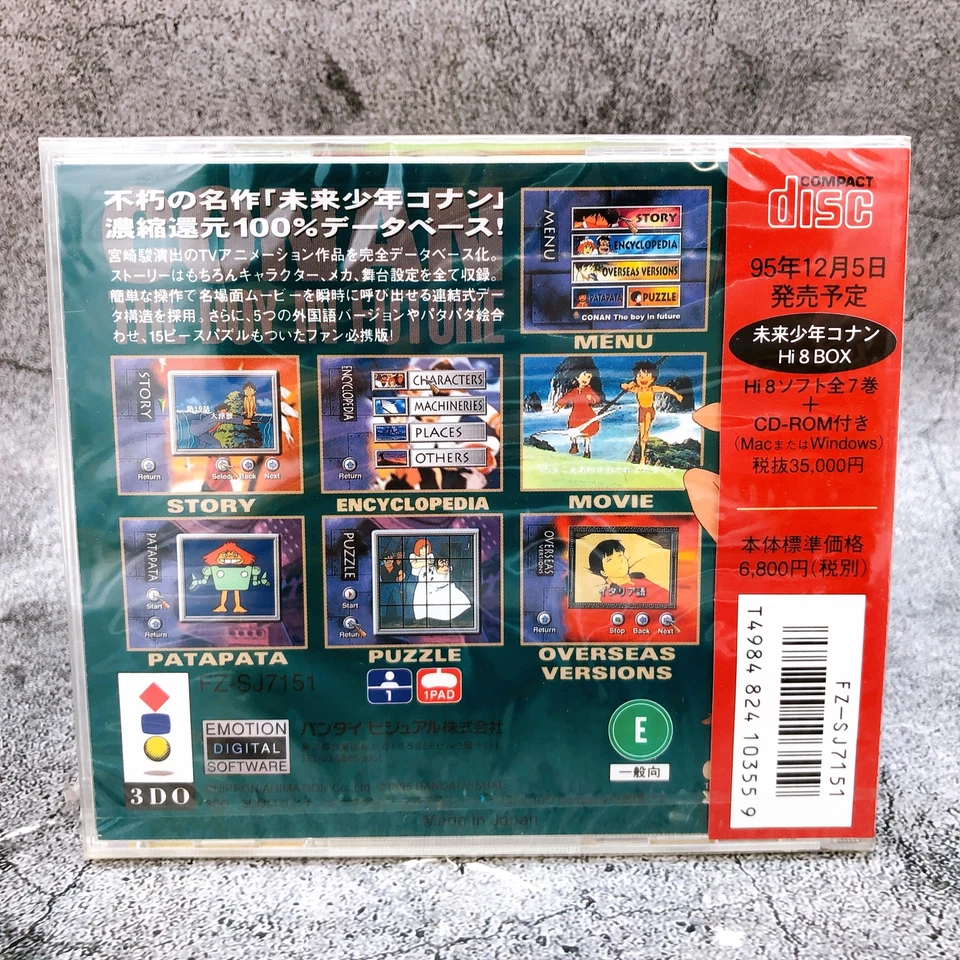 不朽の名作「未来少年コナン」
濃縮還元100%データベース!
宮崎駿演出のTVアニメーション作品を完全データベース化。
ストーリーはもちろんキャラクター、メカ、舞台設定を全て収録。
簡単な操作で名場面ムービーを瞬時に呼び出せる連結式デー
タ構造を採用。さらに、5つの外国語バージョンやパタパタ絵合
わせ、15ピースパズルもついたファン必携版!
MENU
STORY
ENCYCLOPEDIA
OVERSEAS VERSIONS
PATAPATA
PUZZLE
CONAN The boy in future
MENU
STORY
Return
Select
Back
Next
STORY
ENCYCLOPEDIA
CHARACTERS
MACHINERIES
PLACES
OTHERS
Return
ENCYCLOPEDIA
MOVIE
PATAPATA
Start
Return
PATAPATA
PUZZLE
Start
Return
PUZZLE
OVERSEAS
VERSIONS
イタリア語
Return
Stop
Back
Next
OVERSEAS
VERSIONS
FZ-SJ7151
1
1PAD
3DO
EMOTION
DIGITAL
SOFTWARE
バンダイ ビジュアル株式会社
E
一般向
Made in Japan
COMPACT
disc
95年12月5日
発売予定
未来少年コナン
Hi 8 BOX
Hi 8ソフト全7巻
+
CD-ROM付き
(MacまたはWindows)
税抜35,000円
本体標準価格
6,800円(税別)
T4984 824 10355 9
FZ-SJ7151